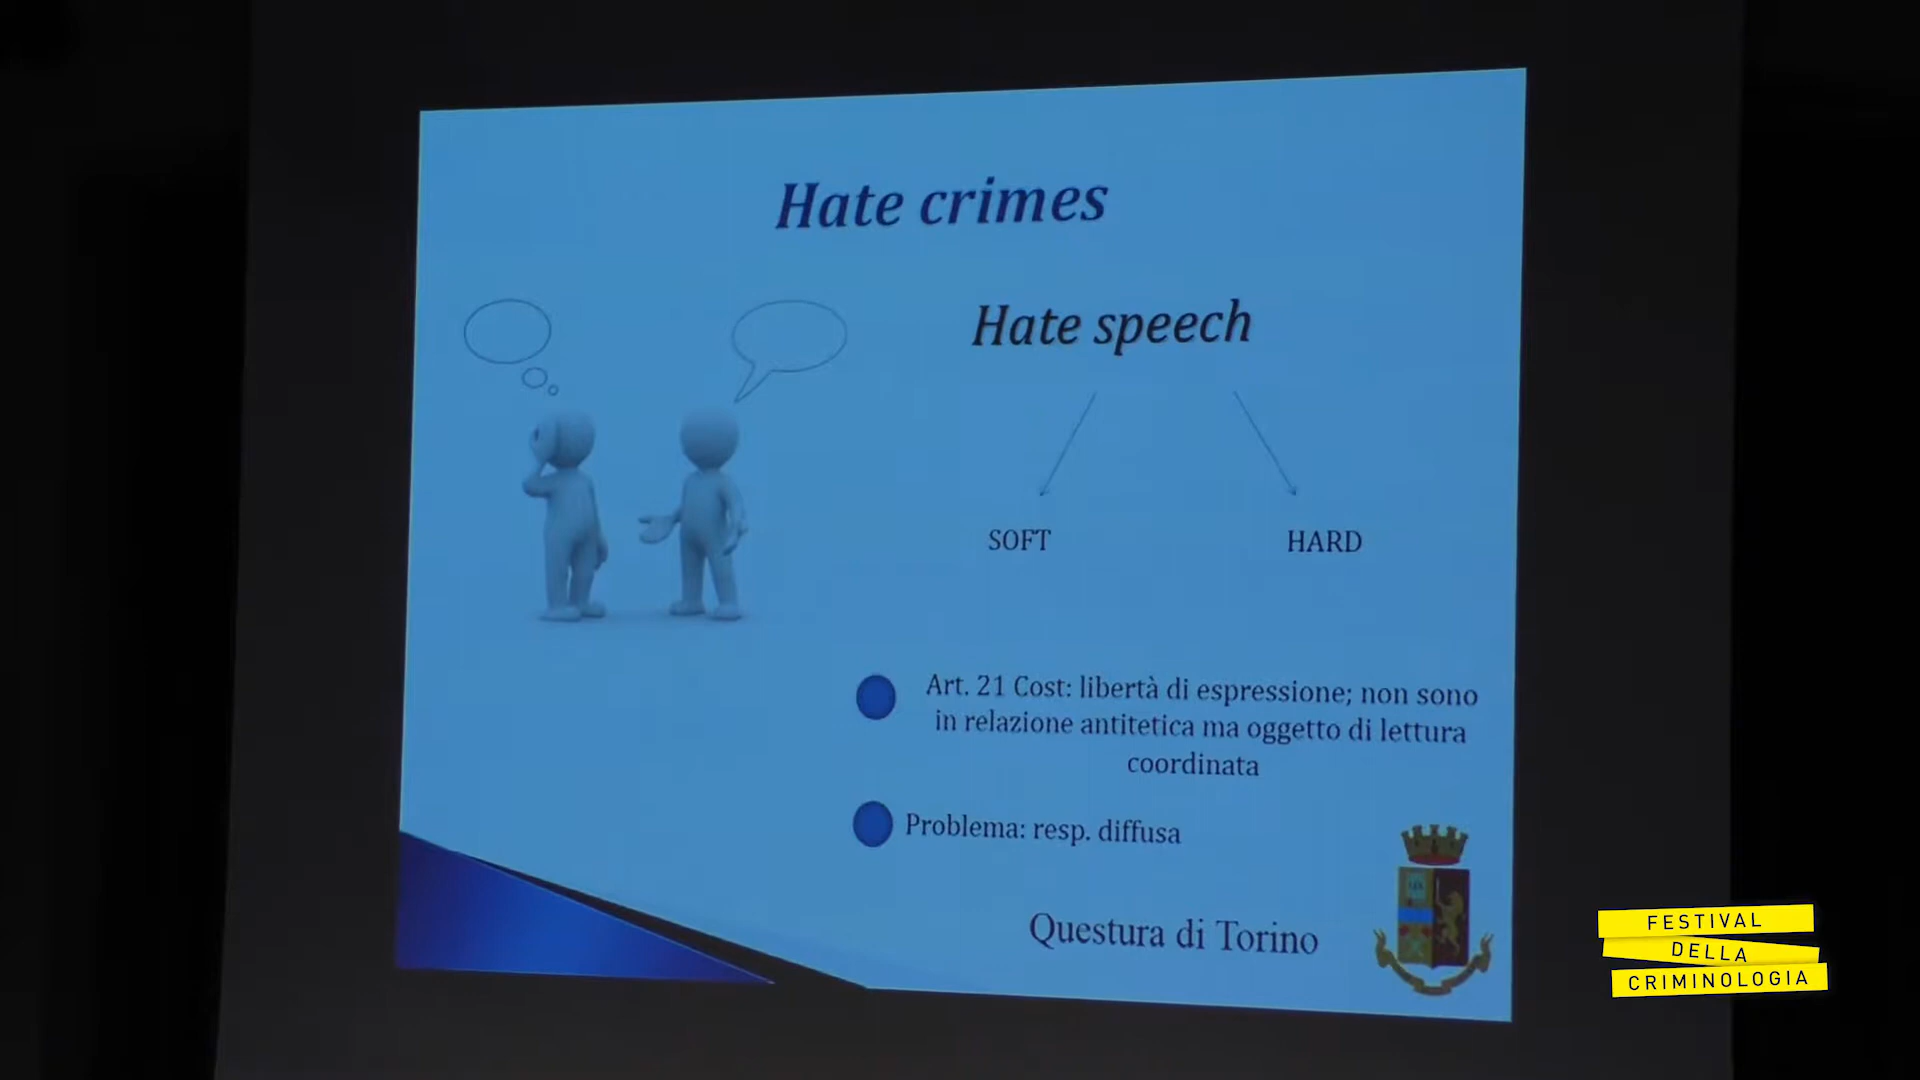 Hate crimes
Hate speech
SOFT
HARD
Art. 21 Cost: libertà di espressione; non sono
in relazione antitetica ma oggetto di lettura
coordinata
Problema: resp. diffusa
Questura di Torino
FESTIVAL
DELLA
CRIMINOLOGIA